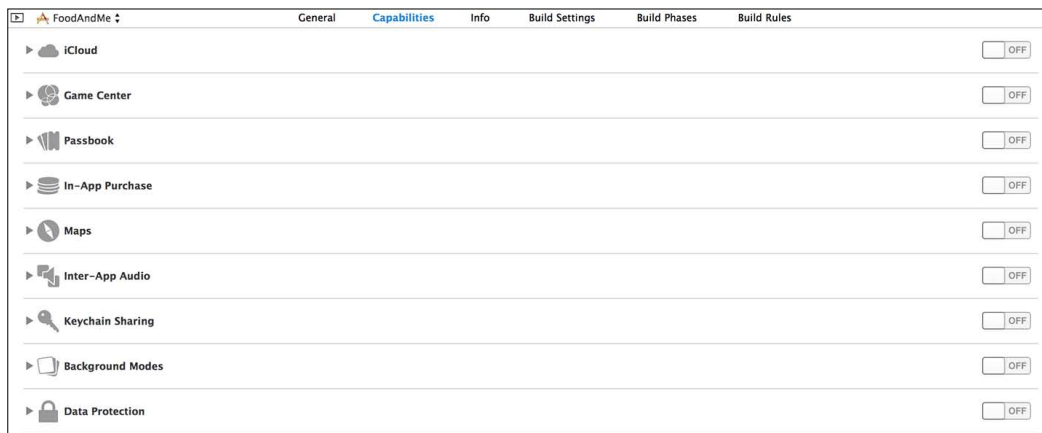 FoodAndMe General Capabilities Info Build Settings Build Phases Build Rules
iCloud OFF
Game Center OFF
Passbook OFF
In-App Purchase OFF
Maps OFF
Inter-App Audio OFF
Keychain Sharing OFF
Background Modes OFF
Data Protection OFF